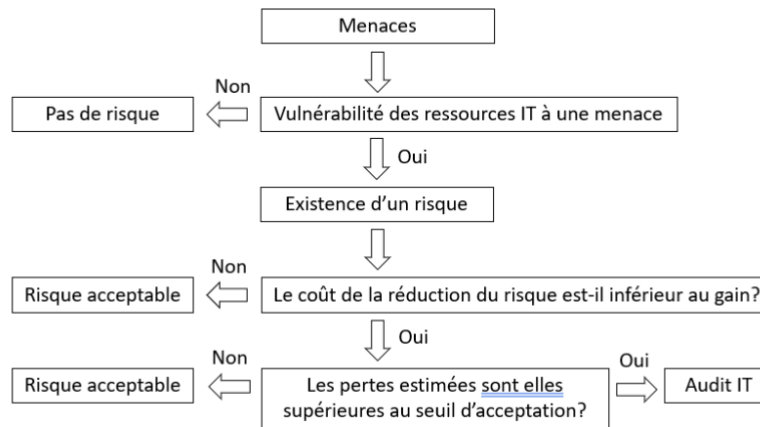 Menaces
Non
Pas de risque
Vulnérabilité des ressources IT à une menace
Oui
Existence d'un risque
Non
Risque acceptable
Le coût de la réduction du risque est-il inférieur au gain?
Oui
Non
Oui
Risque acceptable
Les pertes estimées sont elles
supérieures au seuil d'acceptation?
Audit IT